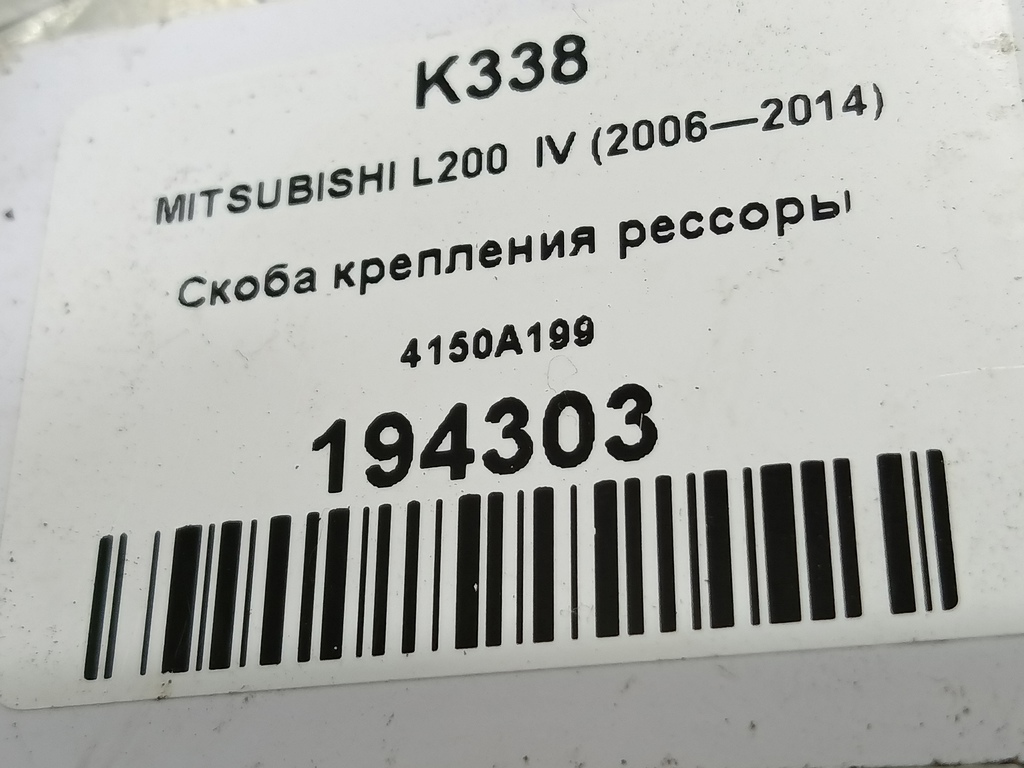 K338
MITSUBISHI L200 IV (2006—2014)
Скоба крепления рессоры
4150A199
194303